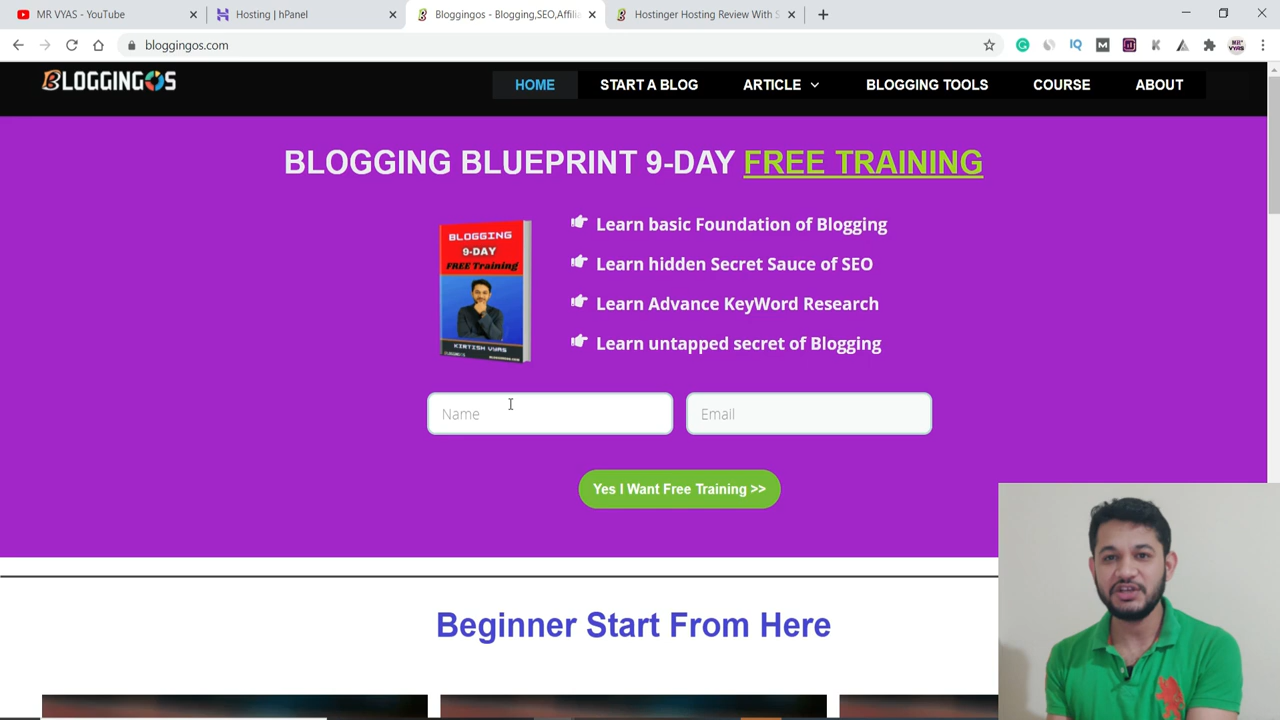 MR VYAS - YouTube
Hosting | hPanel
Bloggingos - Blogging,SEO,Affilia
Hostinger Hosting Review With S
bloggingos.com
BLOGGINGOS
HOME
START A BLOG
ARTICLE
BLOGGING TOOLS
COURSE
ABOUT
BLOGGING BLUEPRINT 9-DAY FREE TRAINING
BLOGGING
9-DAY
FREE Training
KIRTISH VYAS
Learn basic Foundation of Blogging
Learn hidden Secret Sauce of SEO
Learn Advance KeyWord Research
Learn untapped secret of Blogging
Name
Email
Yes I Want Free Training >>
Beginner Start From Here